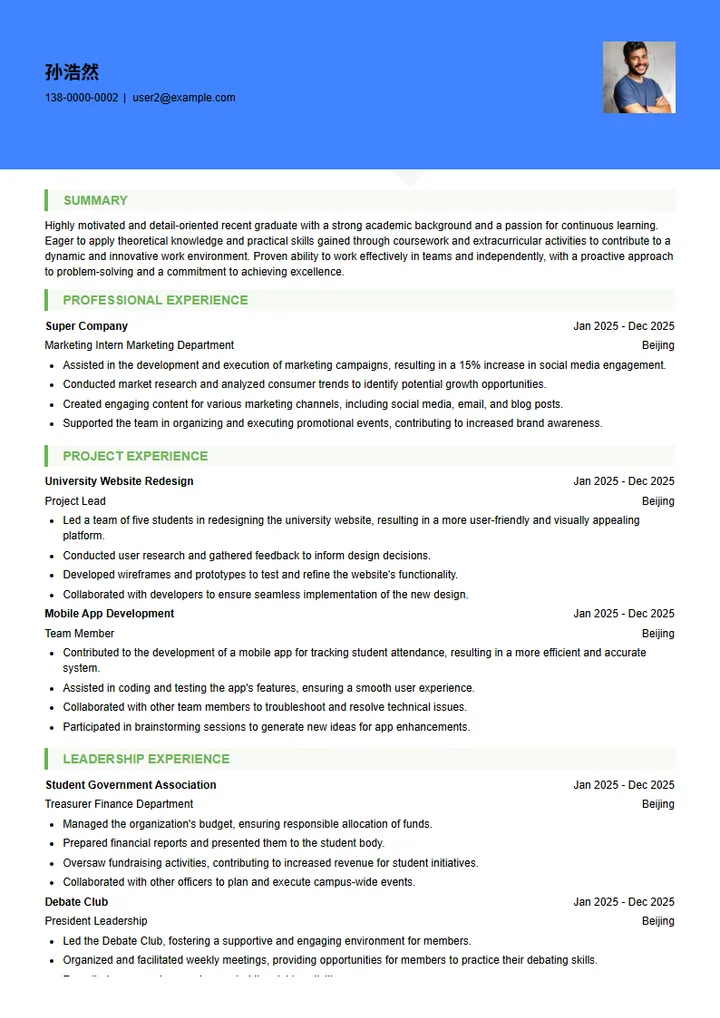 孙浩然
138-0000-0002 | user2@example.com
SUMMARY
Highly motivated and detail-oriented recent graduate with a strong academic background and a passion for continuous learning.
Eager to apply theoretical knowledge and practical skills gained through coursework and extracurricular activities to contribute to a
dynamic and innovative work environment. Proven ability to work effectively in teams and independently, with a proactive approach
to problem-solving and a commitment to achieving excellence.
PROFESSIONAL EXPERIENCE
Super Company Jan 2025 - Dec 2025
Marketing Intern Marketing Department Beijing
• Assisted in the development and execution of marketing campaigns, resulting in a 15% increase in social media engagement.
• Conducted market research and analyzed consumer trends to identify potential growth opportunities.
• Created engaging content for various marketing channels, including social media, email, and blog posts.
• Supported the team in organizing and executing promotional events, contributing to increased brand awareness.
PROJECT EXPERIENCE
University Website Redesign Jan 2025 - Dec 2025
Project Lead Beijing
• Led a team of five students in redesigning the university website, resulting in a more user-friendly and visually appealing
platform.
• Conducted user research and gathered feedback to inform design decisions.
• Developed wireframes and prototypes to test and refine the website's functionality.
• Collaborated with developers to ensure seamless implementation of the new design.
Mobile App Development Jan 2025 - Dec 2025
Team Member Beijing
• Contributed to the development of a mobile app for tracking student attendance, resulting in a more efficient and accurate
system.
• Assisted in coding and testing the app's features, ensuring a smooth user experience.
• Collaborated with other team members to troubleshoot and resolve technical issues.
• Participated in brainstorming sessions to generate new ideas for app enhancements.
LEADERSHIP EXPERIENCE
Student Government Association Jan 2025 - Dec 2025
Treasurer Finance Department Beijing
• Managed the organization's budget, ensuring responsible allocation of funds.
• Prepared financial reports and presented them to the student body.
• Oversaw fundraising activities, contributing to increased revenue for student initiatives.
• Collaborated with other officers to plan and execute campus-wide events.
Debate Club Jan 2025 - Dec 2025
President Leadership Beijing
• Led the Debate Club, fostering a supportive and engaging environment for members.
• Organized and facilitated weekly meetings, providing opportunities for members to practice their debating skills.